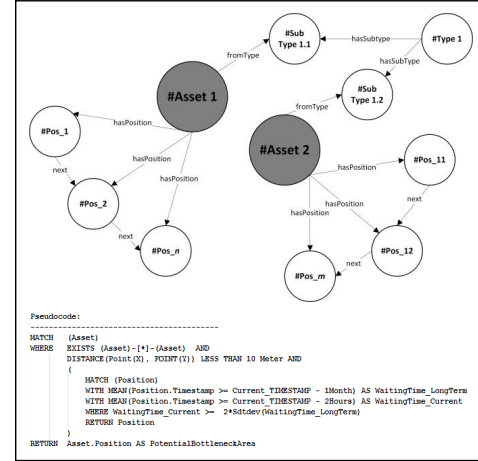 #Sub
Type 1.1
hasSubtype
#Type 1
fromType
hasSubtype
#Asset 1
#Sub
Type 1.2
fromType
#Pos_1
hasPosition
#Asset 2
#Pos_11
hasPosition
hasPosition
hasPosition
next
#Pos_2
next
hasPosition
hasPosition
next
#Pos_n
#Pos_12
next
#Pos_m
Pseudocode:
----------------------------------------
MATCH (Asset)
WHERE EXISTS (Asset)-[*]-(Asset) AND
DISTANCE(Point(X), POINT(Y)) LESS THAN 10 Meter AND
(
MATCH (Position)
WITH MEAN(Position.Timestamp >= Current_TIMESTAMP - 1Month) AS WaitingTime_LongTerm
WITH MEAN(Position.Timestamp >= Current_TIMESTAMP - 2Hours) AS WaitingTime_Current
WHERE WaitingTime_Current >= 2*Sdtdev(WaitingTime_LongTerm)
RETURN Position
)
RETURN Asset.Position AS PotentialBottleneckArea